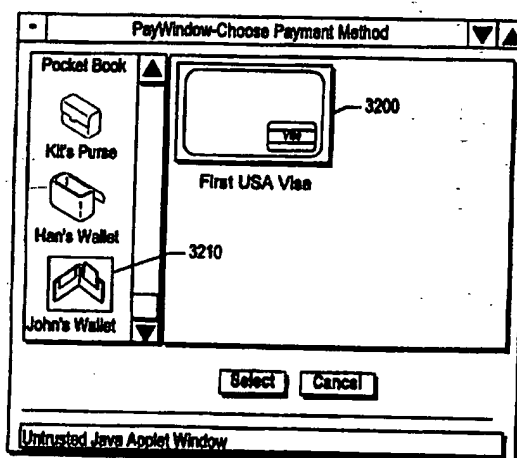 PayWindow-Choose Payment Method
Pocket Book
Kit's Purse
Han's Wallet
John's Wallet
3210
3200
First USA Visa
Select
Cancel
Untrusted Java Applet Window